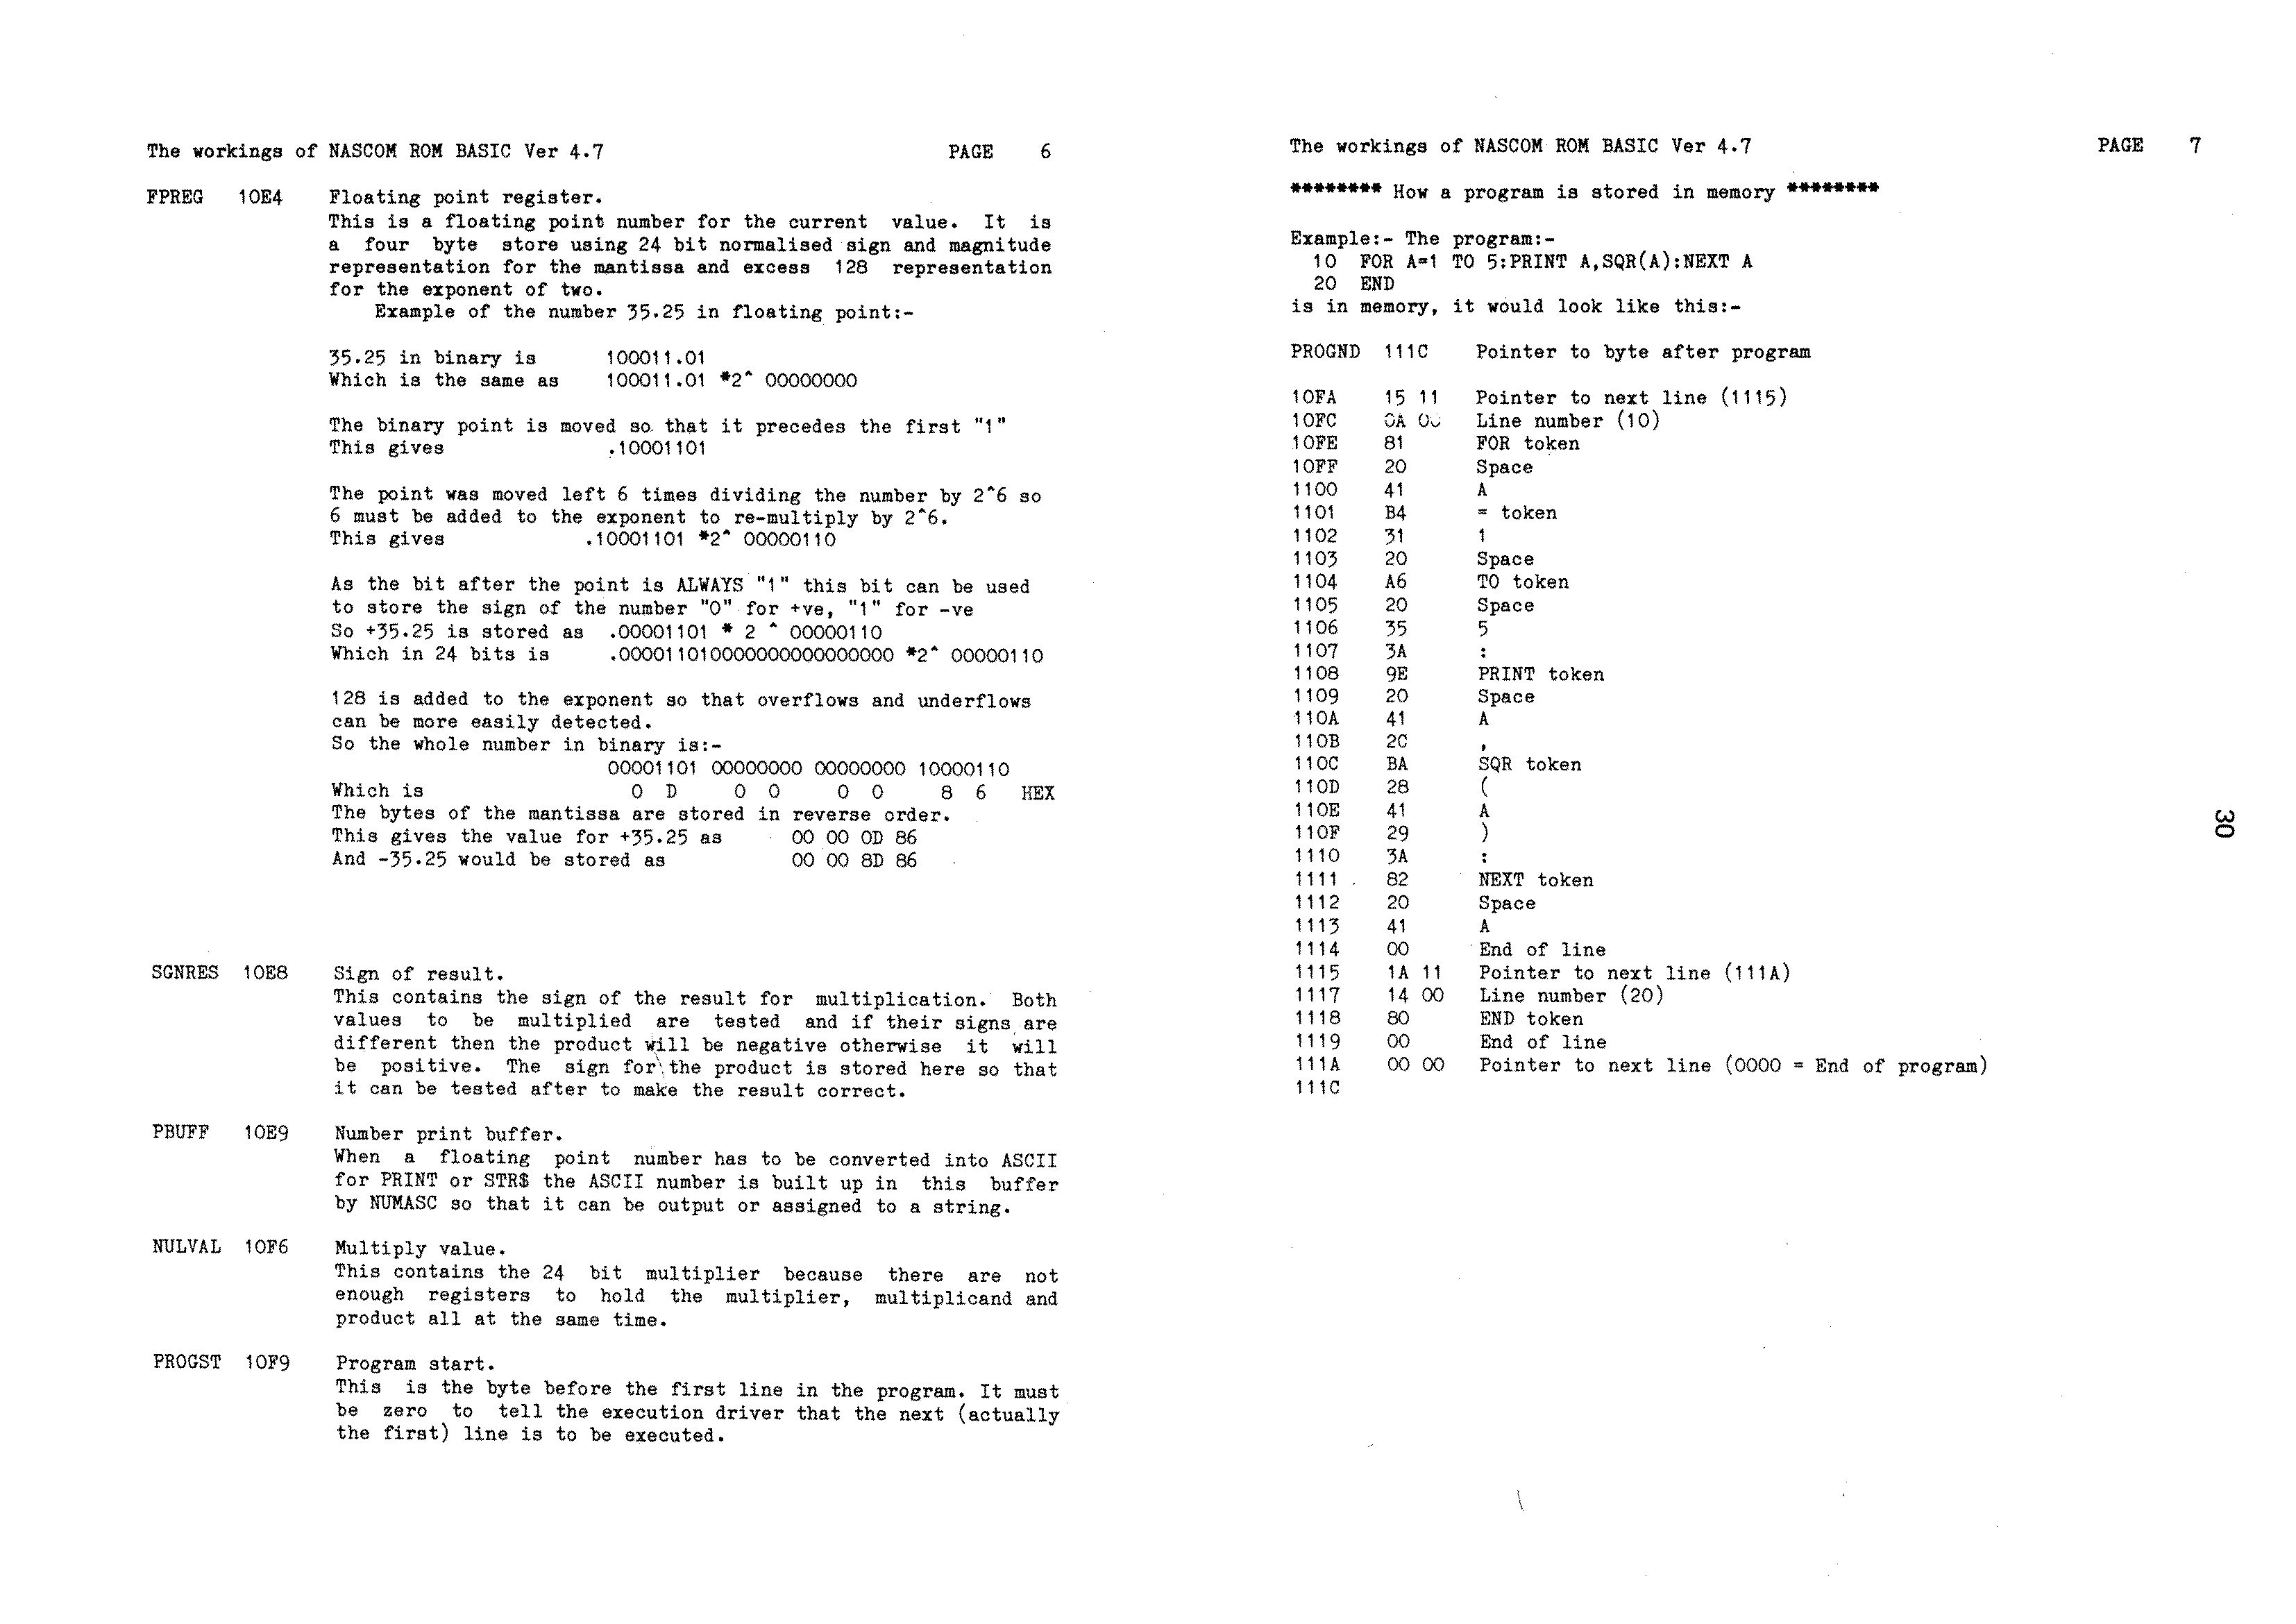 The workings of NASCOM ROM BASIC Ver 4.7 PAGE 6
FPREG 10E4 Floating point register.
This is a floating point number for the current value. It is
a four byte store using 24 bit normalised sign and magnitude
representation for the mantissa and excess 128 representation
for the exponent of two.
Example of the number 35.25 in floating point:-
35.25 in binary is 100011.01
Which is the same as 100011.01 *2^ 00000000
The binary point is moved so that it precedes the first "1"
This gives .10001101
The point was moved left 6 times dividing the number by 2^6 so
6 must be added to the exponent to re-multiply by 2^6.
This gives .10001101 *2^ 00000110
As the bit after the point is ALWAYS "1" this bit can be used
to store the sign of the number "0" for +ve, "1" for -ve
So +35.25 is stored as .00001101 * 2 ^ 00000110
Which in 24 bits is .000011010000000000000000 *2^ 00000110
128 is added to the exponent so that overflows and underflows
can be more easily detected.
So the whole number in binary is:-
00001101 00000000 00000000 10000110
Which is 0 D 0 0 0 0 8 6 HEX
The bytes of the mantissa are stored in reverse order.
This gives the value for +35.25 as 00 00 0D 86
And -35.25 would be stored as 00 00 8D 86
SGNRES 10E8 Sign of result.
This contains the sign of the result for multiplication. Both
values to be multiplied are tested and if their signs are
different then the product will be negative otherwise it will
be positive. The sign for the product is stored here so that
it can be tested after to make the result correct.
PBUFF 10E9 Number print buffer.
When a floating point number has to be converted into ASCII
for PRINT or STR$ the ASCII number is built up in this buffer
by NUMASC so that it can be output or assigned to a string.
NULVAL 10F6 Multiply value.
This contains the 24 bit multiplier because there are not
enough registers to hold the multiplier, multiplicand and
product all at the same time.
PROGST 10F9 Program start.
This is the byte before the first line in the program. It must
be zero to tell the execution driver that the next (actually
the first) line is to be executed.
The workings of NASCOM ROM BASIC Ver 4.7 PAGE 7
******** How a program is stored in memory ********
Example:- The program:-
10 FOR A=1 TO 5:PRINT A,SQR(A):NEXT A
20 END
is in memory, it would look like this:-
PROGND 111C Pointer to byte after program
10FA 15 11 Pointer to next line (1115)
10FC 0A 00 Line number (10)
10FE 81 FOR token
10FF 20 Space
1100 41 A
1101 B4 = token
1102 31 1
1103 20 Space
1104 A6 TO token
1105 20 Space
1106 35 5
1107 3A :
1108 9E PRINT token
1109 20 Space
110A 41 A
110B 2C ,
110C BA SQR token
110D 28 (
110E 41 A
110F 29 )
1110 3A :
1111 82 NEXT token
1112 20 Space
1113 41 A
1114 00 End of line
1115 1A 11 Pointer to next line (111A)
1117 14 00 Line number (20)
1118 80 END token
1119 00 End of line
111A 00 00 Pointer to next line (0000 = End of program)
111C
30